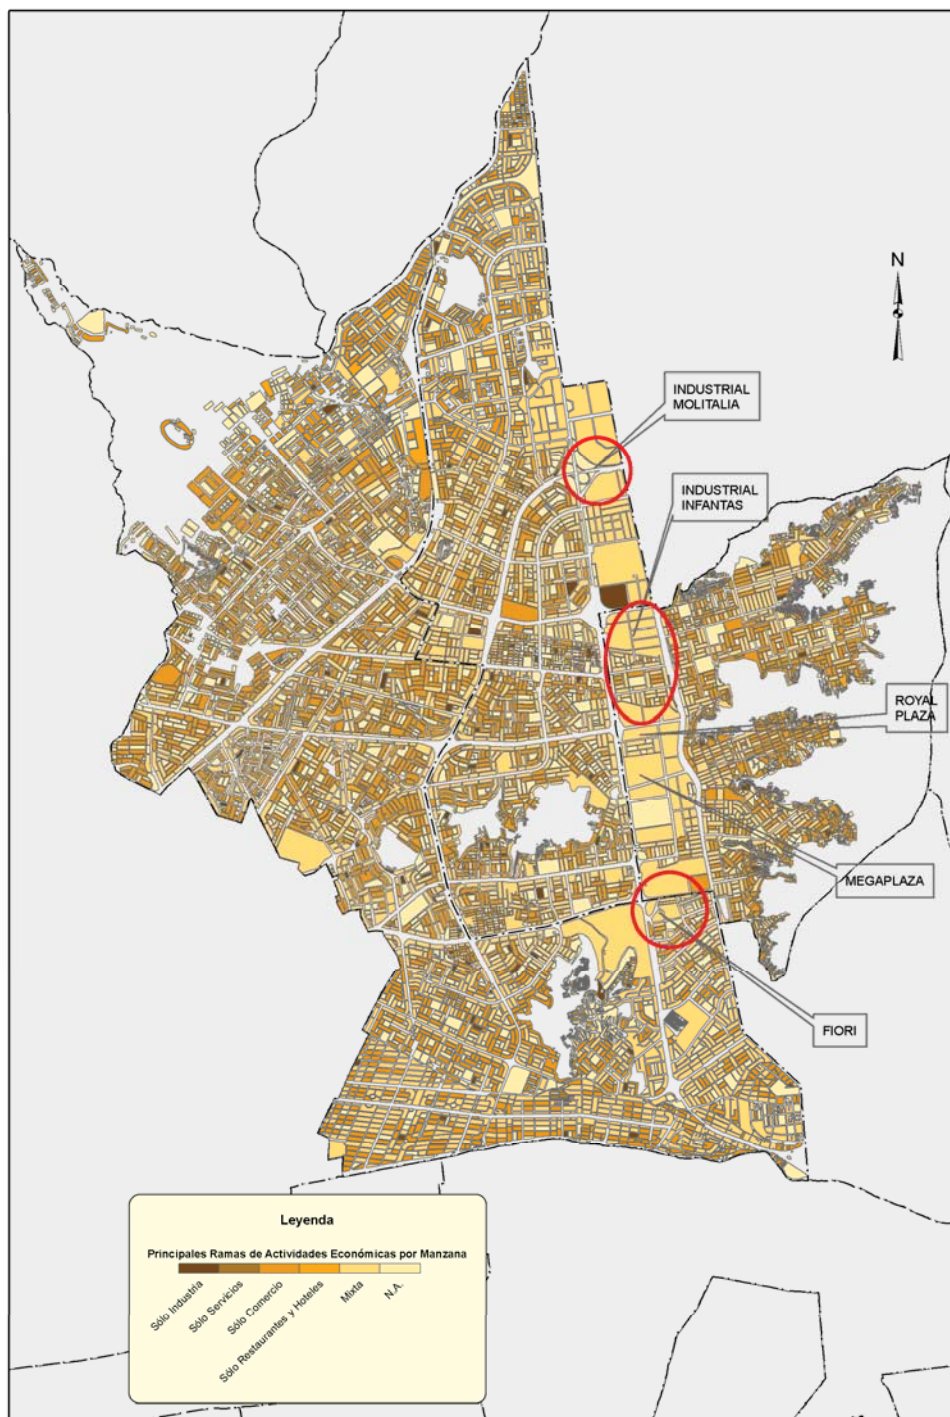 N
INDUSTRIAL
MOLITALIA
INDUSTRIAL
INFANTAS
ROYAL
PLAZA
MEGAPLAZA
FIORI
Leyenda
Principales Ramas de Actividades Económicas por Manzana
Sólo Industria
Sólo Servicios
Sólo Comercio
Sólo Restaurantes y Hoteles
Mixta
N.A.